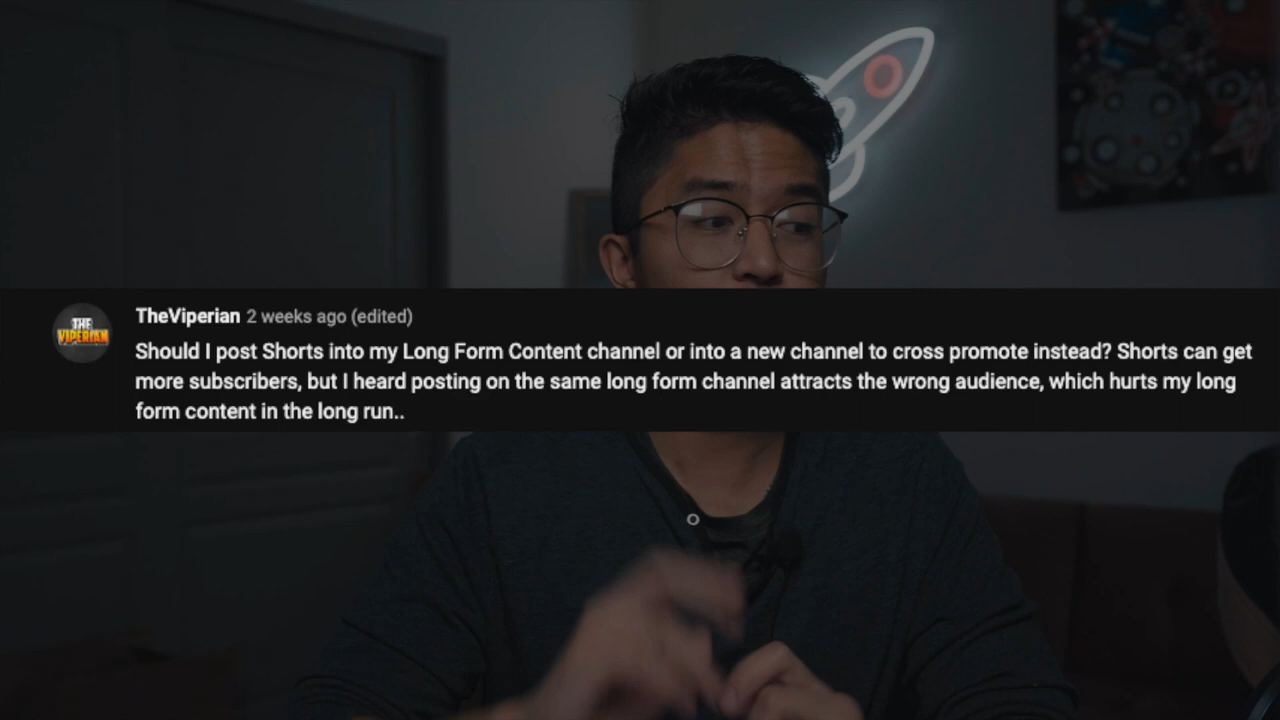 THE
VIPERIAN
TheViperian 2 weeks ago (edited)
Should I post Shorts into my Long Form Content channel or into a new channel to cross promote instead? Shorts can get
more subscribers, but I heard posting on the same long form channel attracts the wrong audience, which hurts my long
form content in the long run..